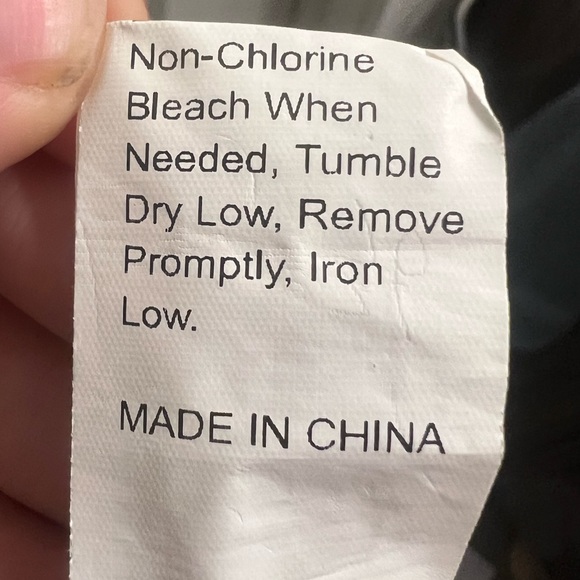 Non-Chlorine
Bleach When
Needed, Tumble
Dry Low, Remove
Promptly, Iron
Low.
MADE IN CHINA